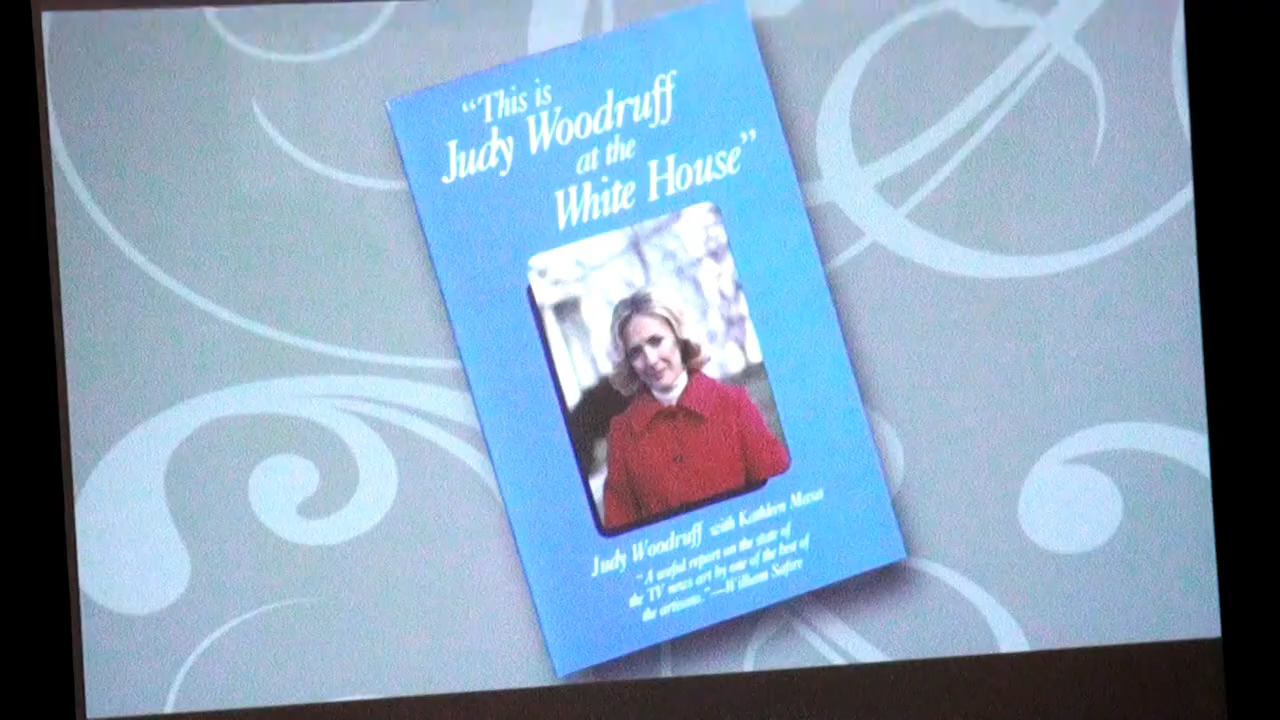 “This is
Judy Woodruff
at the
White House”
Judy Woodruff with Kathleen Maxa
“A useful report on the state of
the TV news art by one of the best of
the artisans.”—William Safire